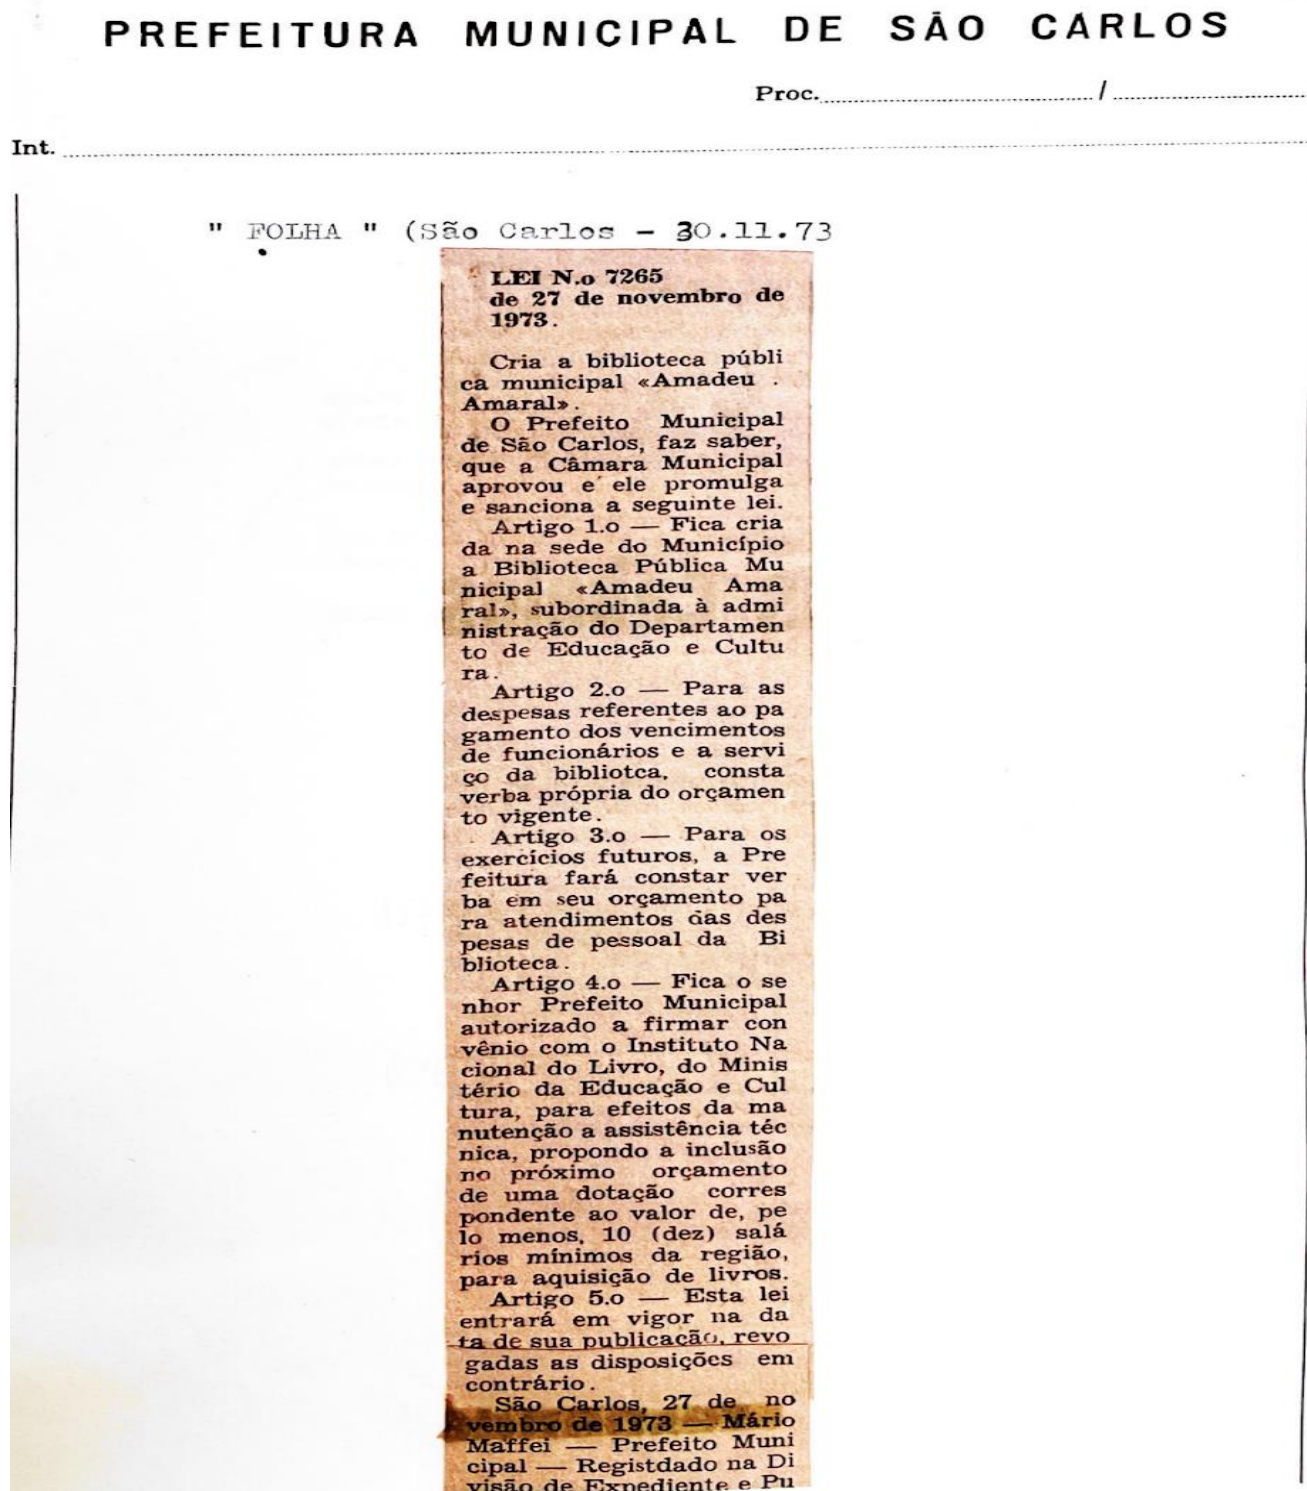 PREFEITURA MUNICIPAL DE SÃO CARLOS
Proc. /
Int.
" FOLHA " (São Carlos - 30.11.73
LEI N.o 7265
de 27 de novembro de
1973.
Cria a biblioteca públi
ca municipal «Amadeu .
Amaral».
O Prefeito Municipal
de São Carlos, faz saber,
que a Câmara Municipal
aprovou e ele promulga
e sanciona a seguinte lei.
Artigo 1.o — Fica cria
da na sede do Município
a Biblioteca Pública Mu
nicipal «Amadeu Ama
ral», subordinada à admi
nistração do Departamen
to de Educação e Cultu
ra.
Artigo 2.o — Para as
despesas referentes ao pa
gamento dos vencimentos
de funcionários e a servi
ço da bibliotca, consta
verba própria do orçamen
to vigente.
Artigo 3.o — Para os
exercícios futuros, a Pre
feitura fará constar ver
ba em seu orçamento pa
ra atendimentos das des
pesas de pessoal da Bi
blioteca.
Artigo 4.o — Fica o se
nhor Prefeito Municipal
autorizado a firmar con
vênio com o Instituto Na
cional do Livro, do Minis
tério da Educação e Cul
tura, para efeitos da ma
nutenção a assistência téc
nica, propondo a inclusão
no próximo orçamento
de uma dotação corres
pondente ao valor de, pe
lo menos, 10 (dez) salá
rios mínimos da região,
para aquisição de livros.
Artigo 5.o — Esta lei
entrará em vigor na da
ta de sua publicação, revo
gadas as disposições em
contrário.
São Carlos, 27 de no
vembro de 1973 — Mário
Maffei — Prefeito Muni
cipal — Registdado na Di
visão de Expediente e Pu